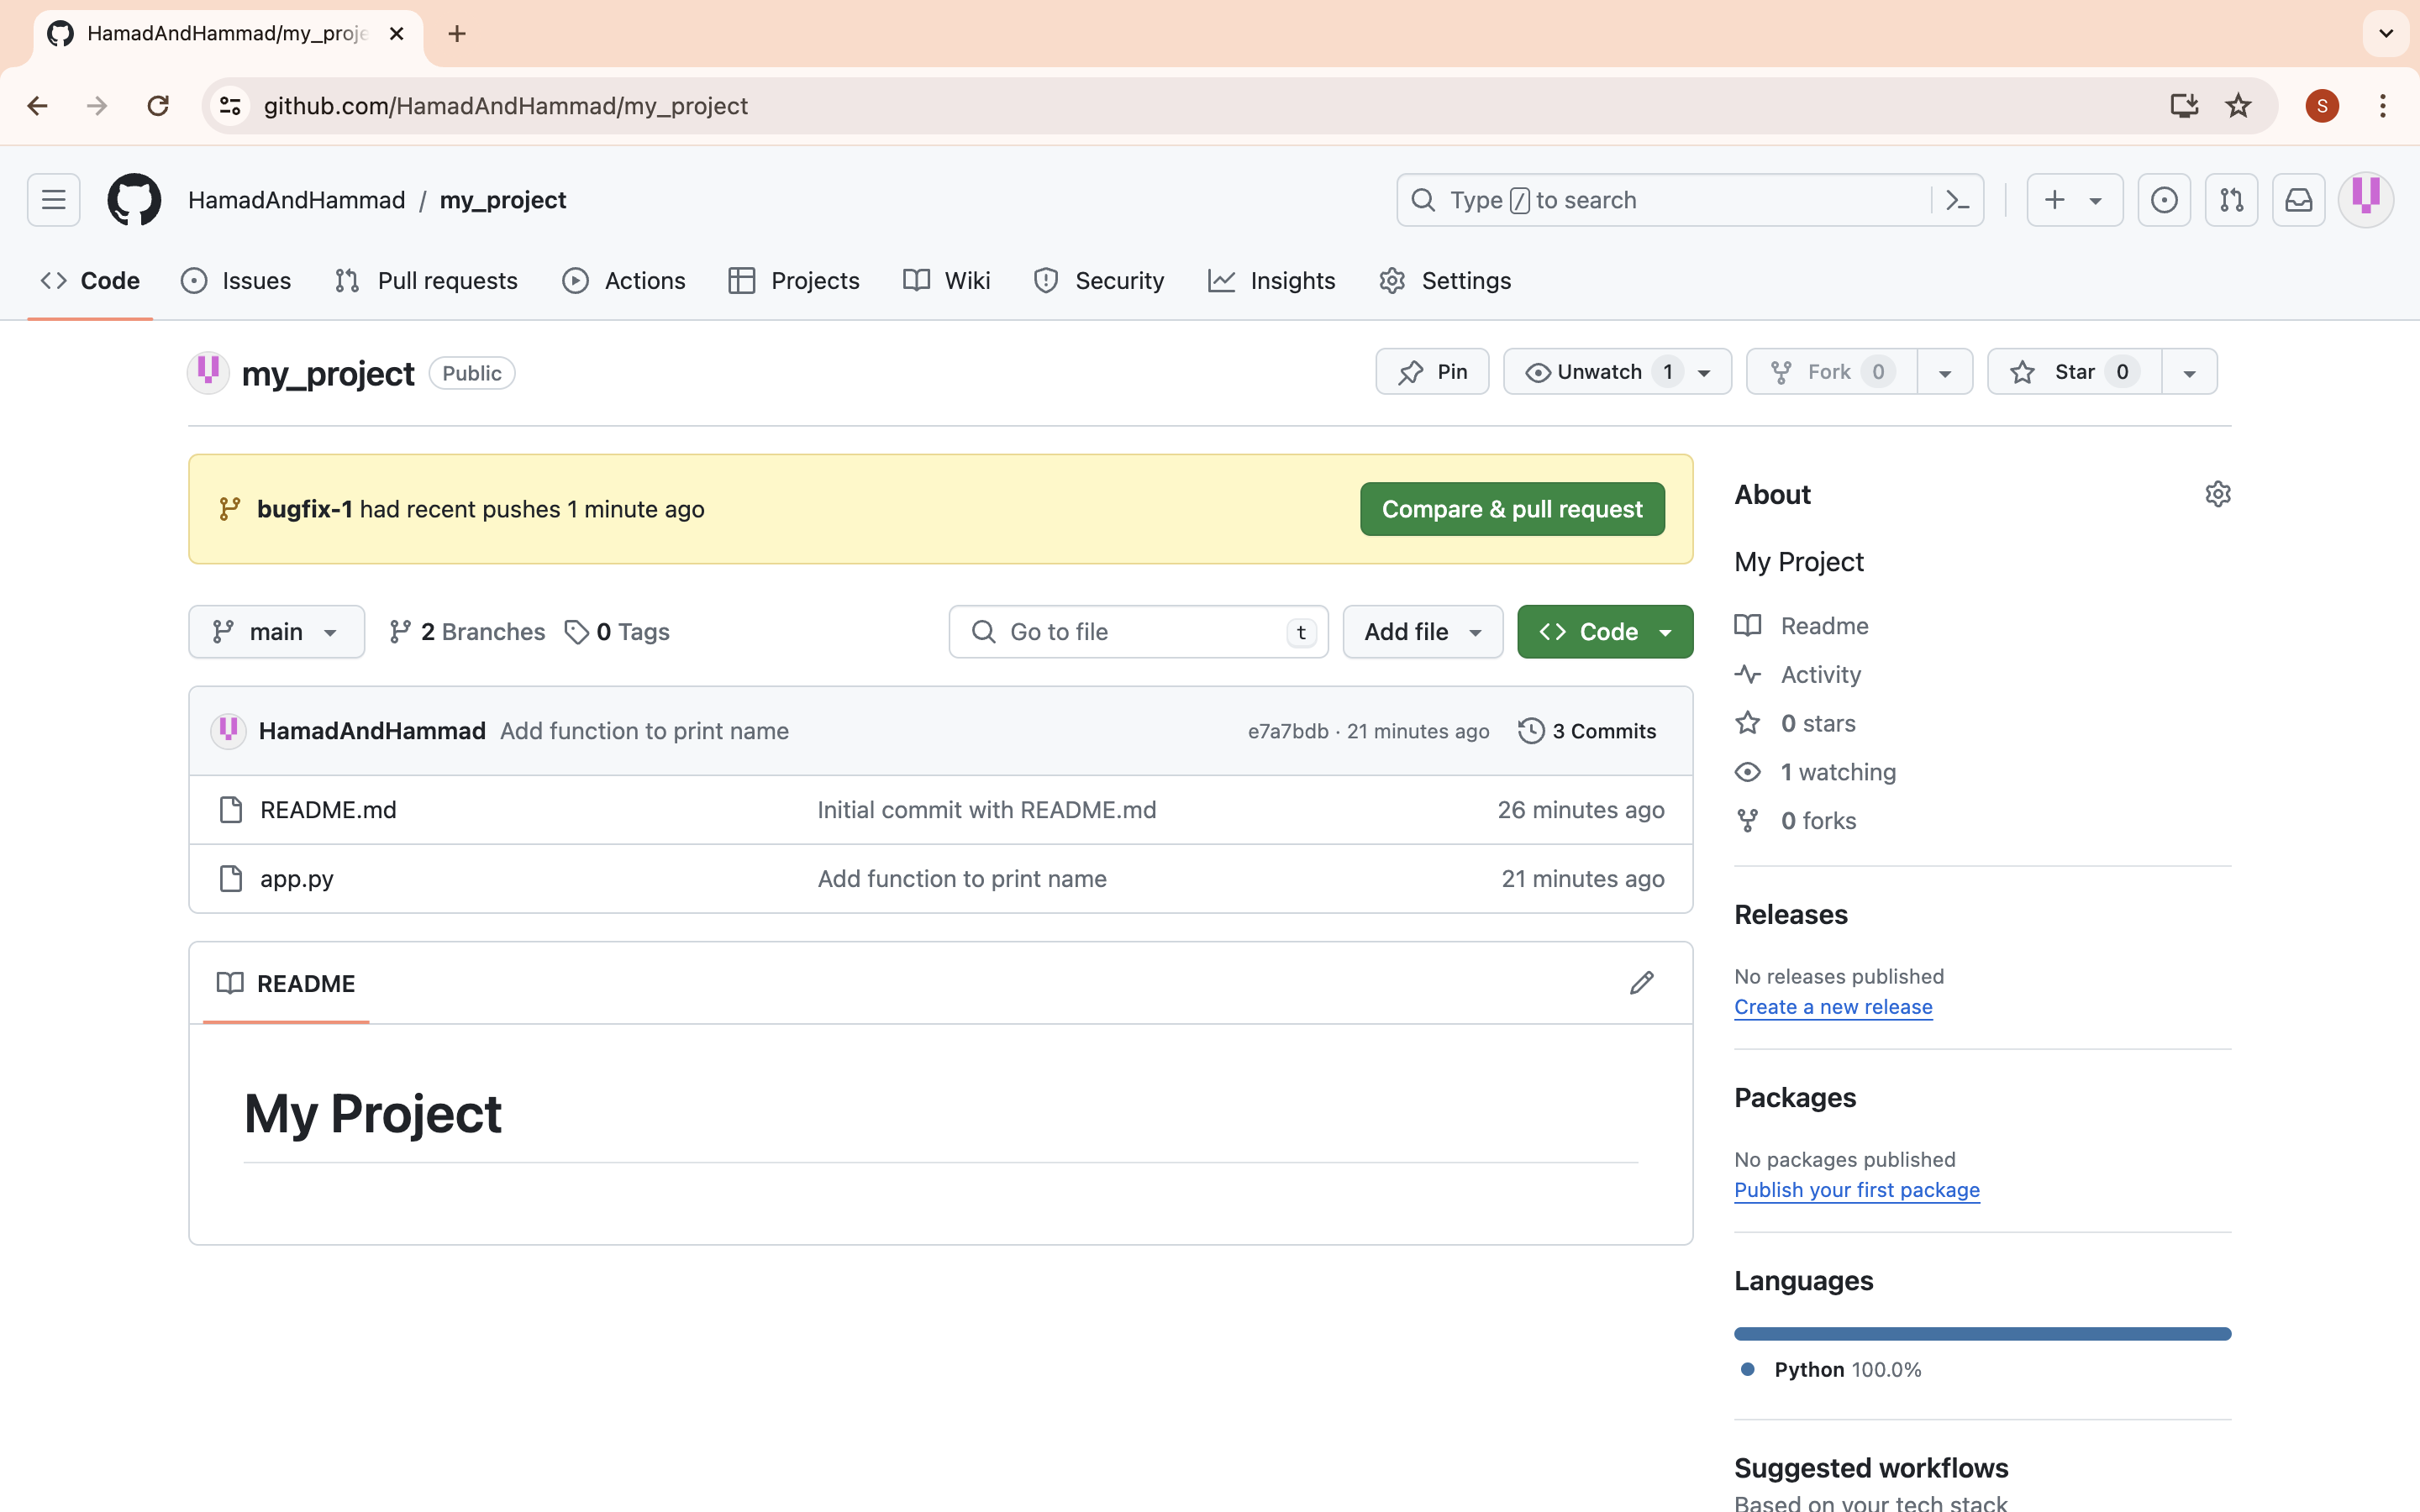 HamadAndHammad/my_proje
github.com/HamadAndHammad/my_project
S
HamadAndHammad / my_project
Type / to search
Code Issues Pull requests Actions Projects Wiki Security Insights Settings
my_project Public
Pin Unwatch 1 Fork 0 Star 0
bugfix-1 had recent pushes 1 minute ago Compare & pull request
main 2 Branches 0 Tags Go to file t Add file Code
HamadAndHammad Add function to print name e7a7bdb · 21 minutes ago 3 Commits
README.md Initial commit with README.md 26 minutes ago
app.py Add function to print name 21 minutes ago
README
My Project
About
My Project
Readme
Activity
0 stars
1 watching
0 forks
Releases
No releases published
Create a new release
Packages
No packages published
Publish your first package
Languages
Python 100.0%
Suggested workflows
Based on your tech stack